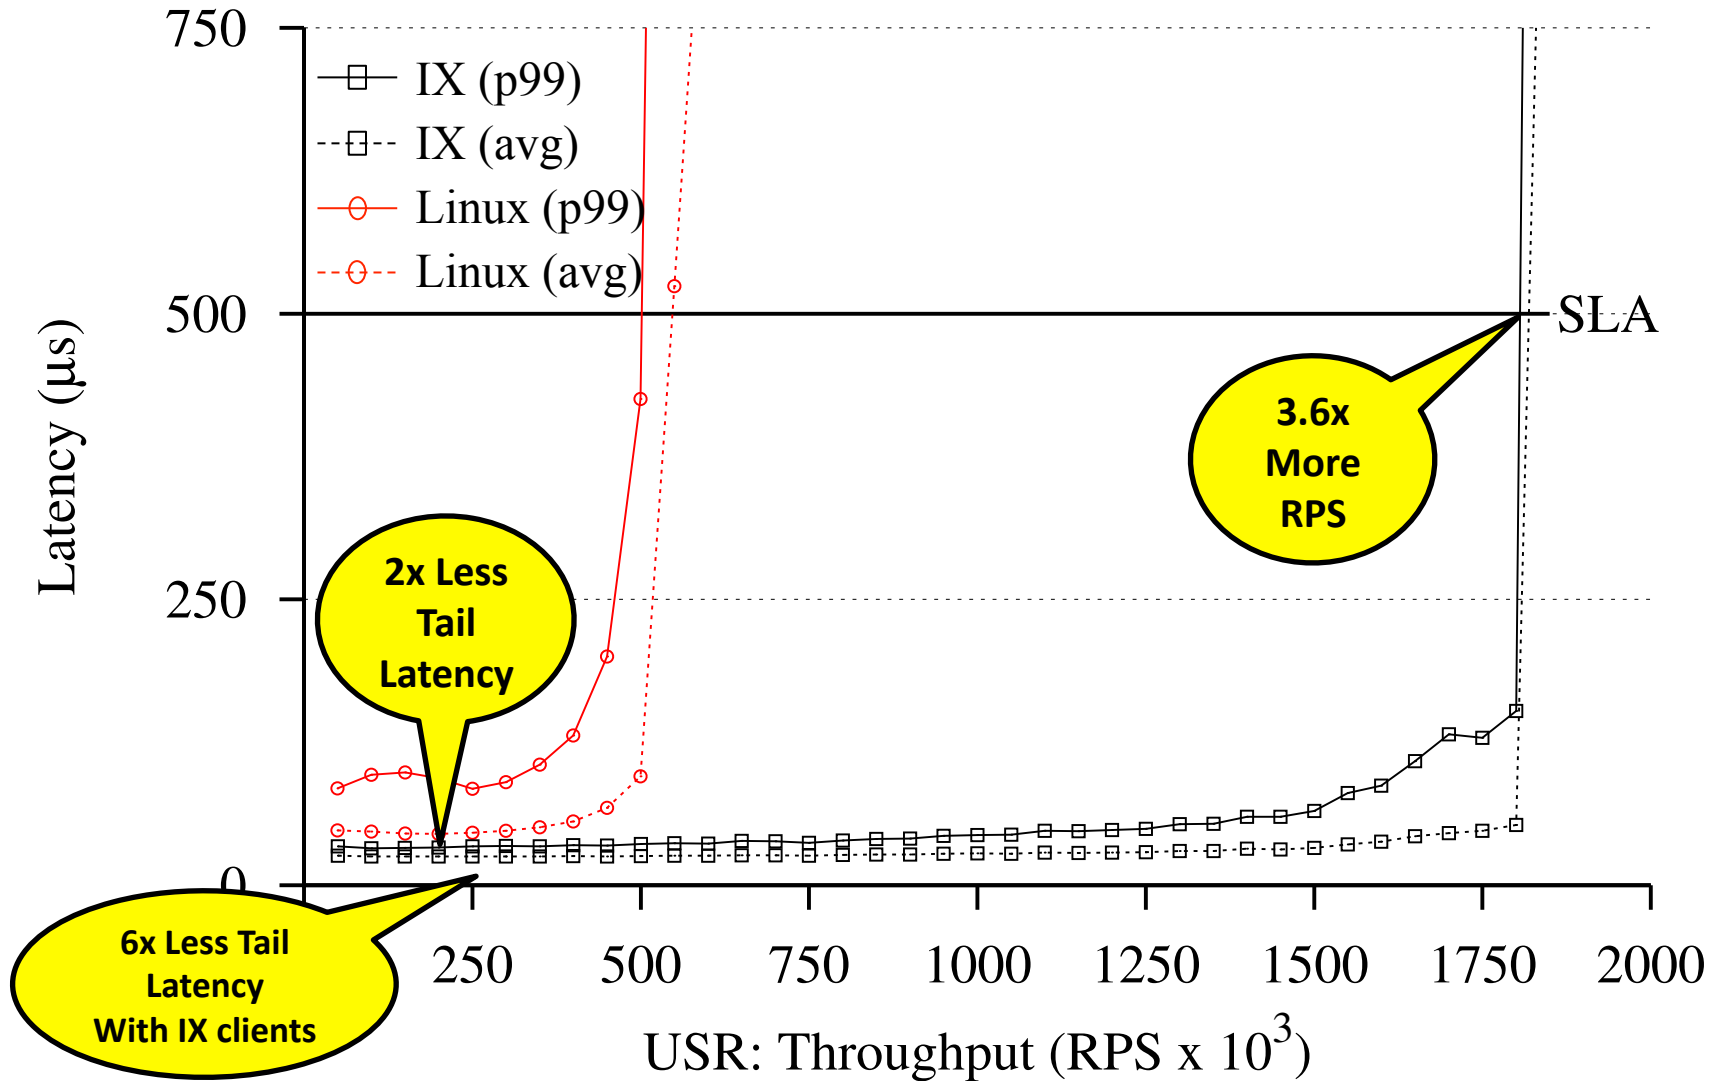 750
IX (p99)
IX (avg)
Linux (p99)
Linux (avg)
500
SLA
3.6x
More
RPS
Latency (µs)
2x Less
Tail
Latency
250
0
6x Less Tail
Latency
With IX clients
250 500 750 1000 1250 1500 1750 2000
USR: Throughput (RPS x 10³)